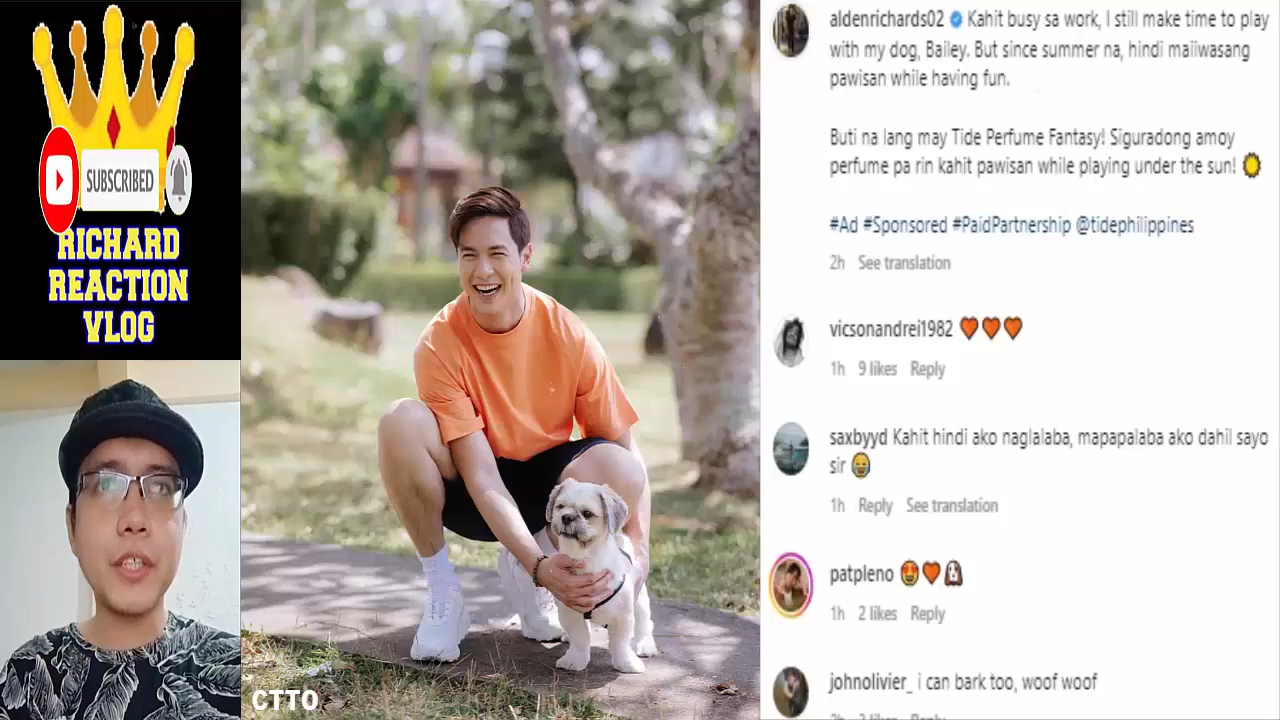 SUBSCRIBED
RICHARD
REACTION
VLOG
CTTO
aldenrichards02 Kahit busy sa work, I still make time to play
with my dog, Bailey. But since summer na, hindi maiiwasang
pawisan while having fun.
Buti na lang may Tide Perfume Fantasy! Siguradong amoy
perfume pa rin kahit pawisan while playing under the sun! 🌞
#Ad #Sponsored #PaidPartnership @tidephilippines
2h See translation
vicsonandrei1982 🧡🧡🧡
1h 9 likes Reply
saxbyyd Kahit hindi ako naglalaba, mapapalaba ako dahil sayo
sir 😂
1h Reply See translation
patpleno 😍🧡🐶
1h 2 likes Reply
johnolivier_ i can bark too, woof woof